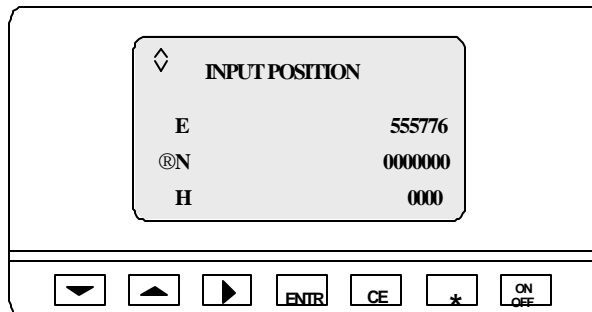 INPUT POSITION
E 555776
®N 0000000
H 0000
ENTR CE * ON OFF